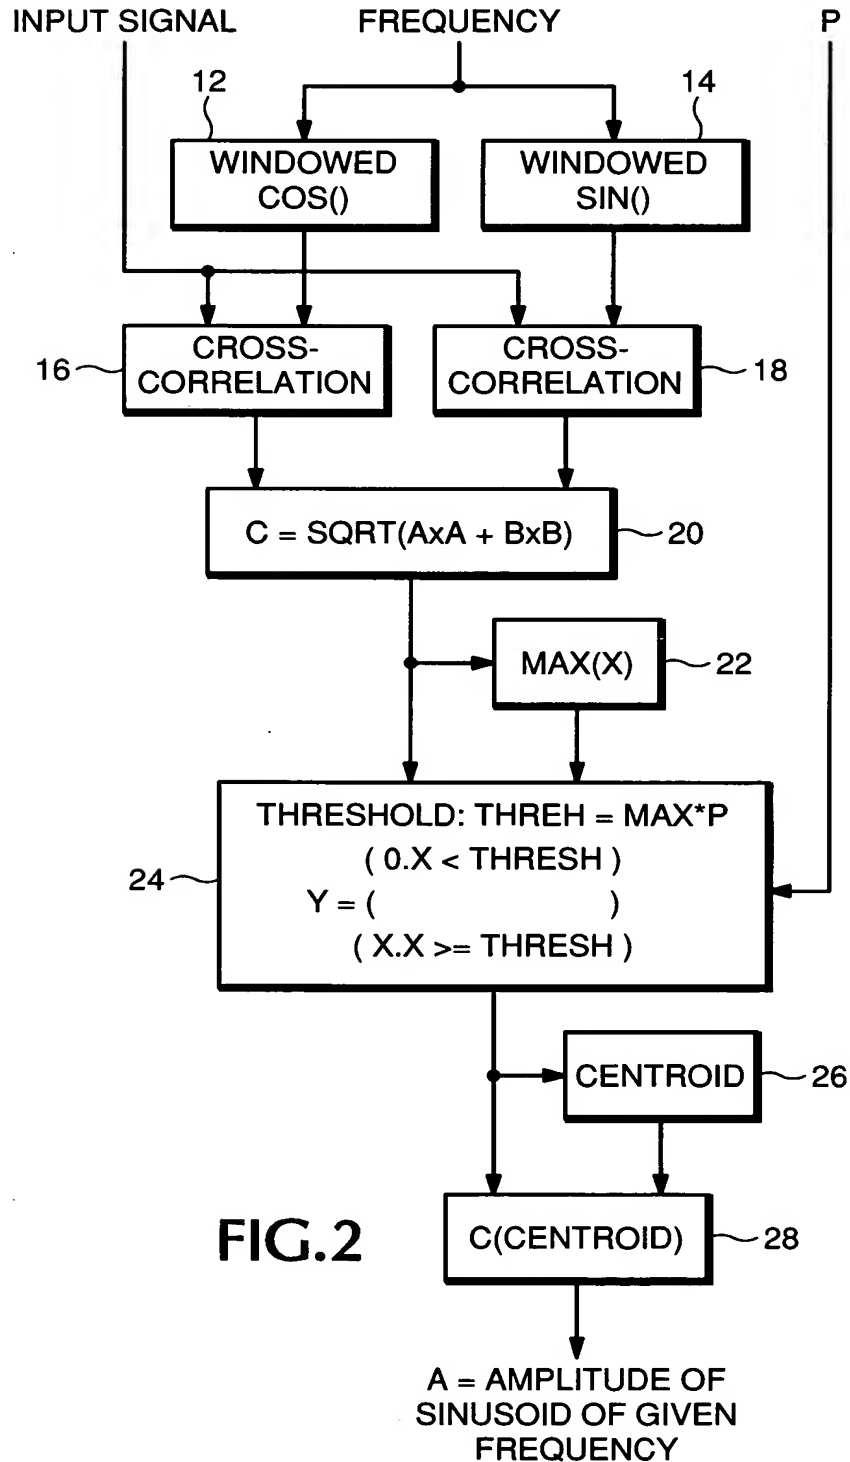 INPUT SIGNAL
FREQUENCY
P
12
14
WINDOWED
COS()
WINDOWED
SIN()
16
CROSS-
CORRELATION
CROSS-
CORRELATION
18
C = SQRT(AxA + BxB)
20
MAX(X)
22
THRESHOLD: THREH = MAX*P
( 0.X < THRESH )
24
Y = ( )
( X.X >= THRESH )
CENTROID
26
FIG.2
C(CENTROID)
28
A = AMPLITUDE OF
SINUSOID OF GIVEN
FREQUENCY